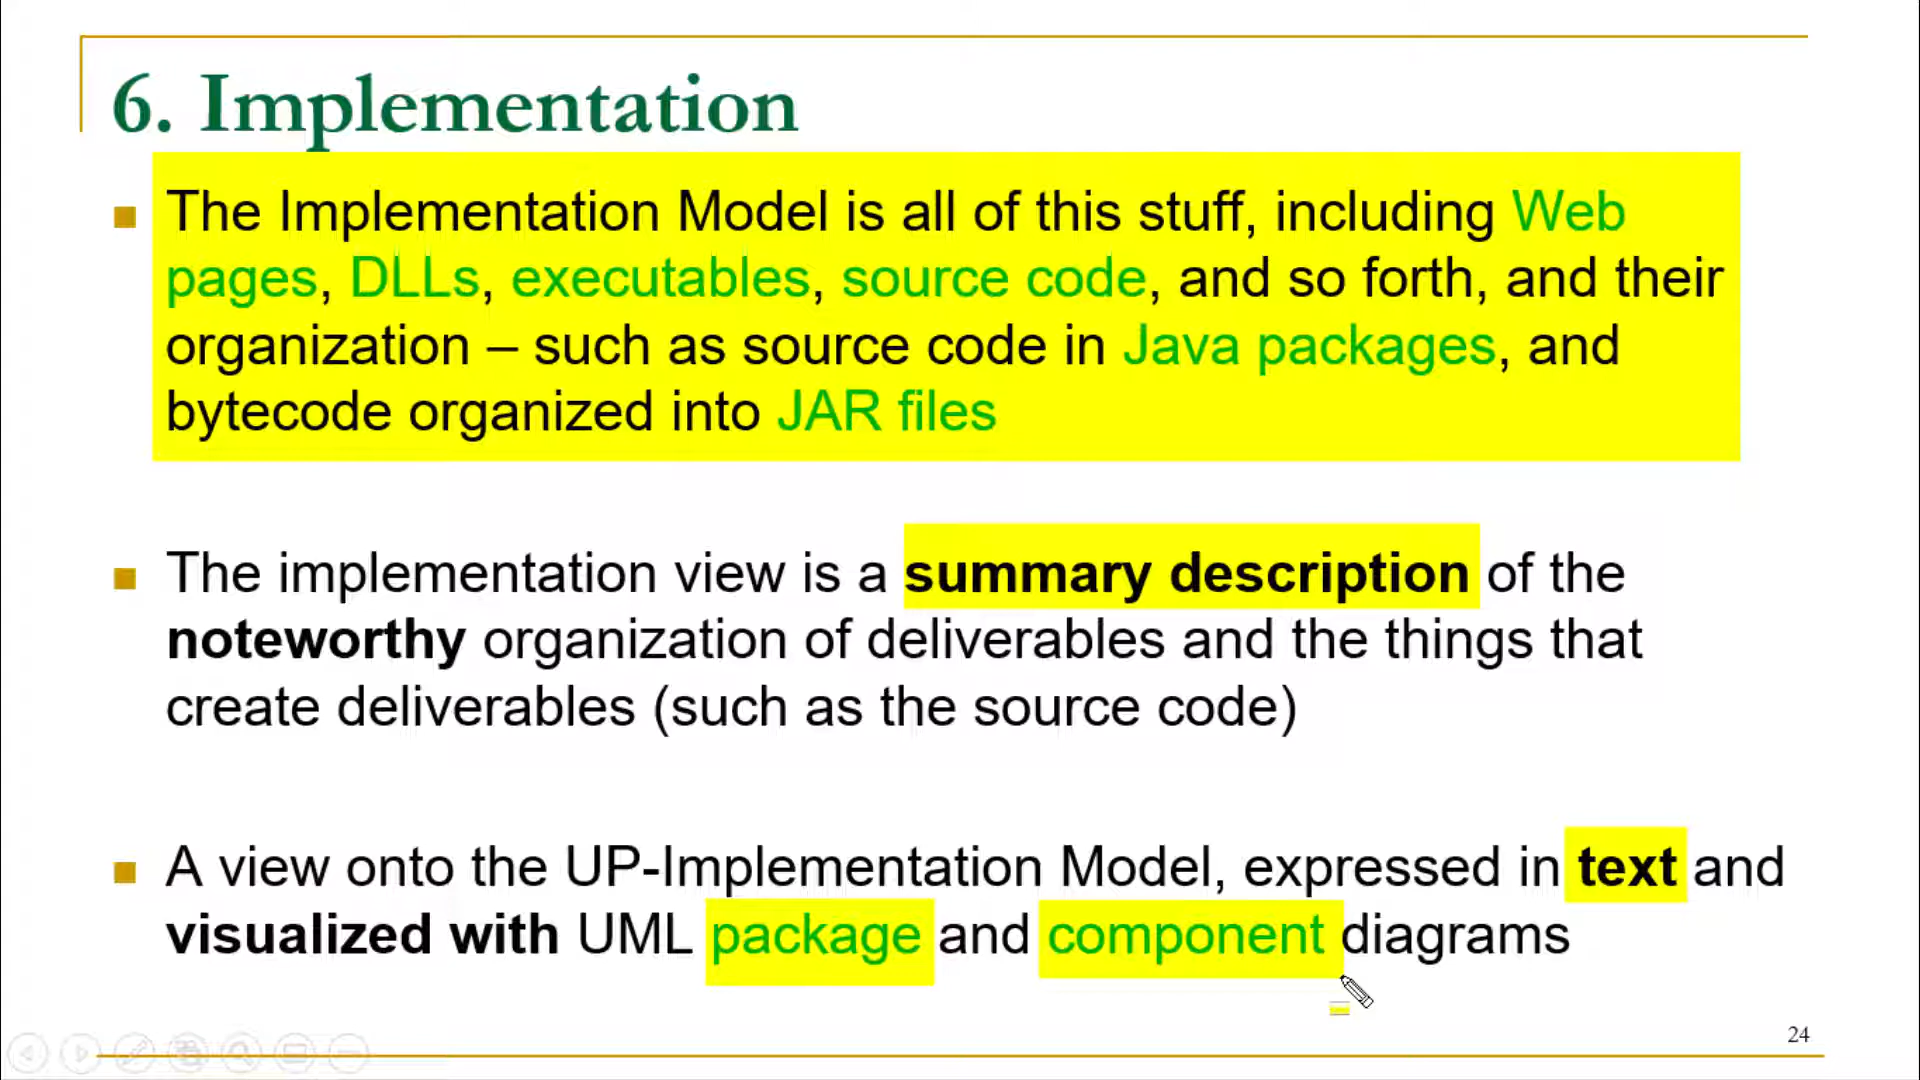 6. Implementation
The Implementation Model is all of this stuff, including Web
pages, DLLs, executables, source code, and so forth, and their
organization – such as source code in Java packages, and
bytecode organized into JAR files
The implementation view is a summary description of the
noteworthy organization of deliverables and the things that
create deliverables (such as the source code)
A view onto the UP-Implementation Model, expressed in text and
visualized with UML package and component diagrams
24